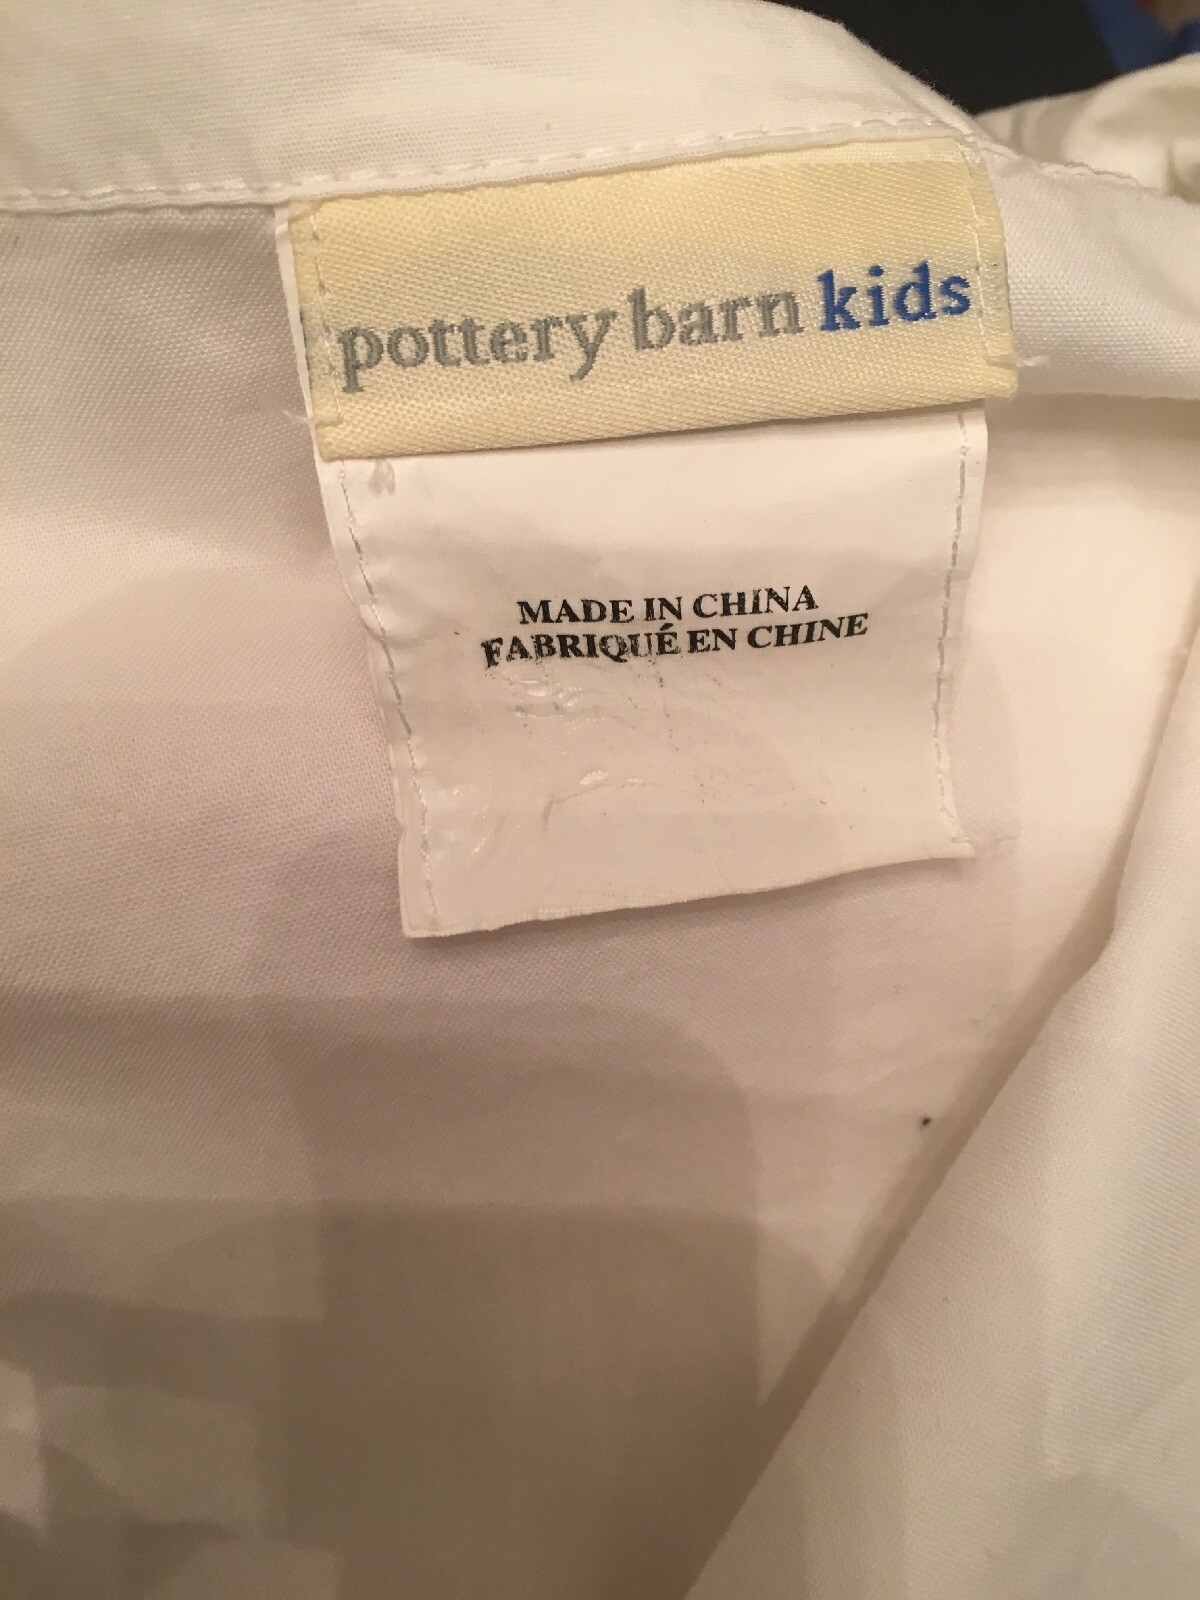 pottery barn kids
MADE IN CHINA
FABRIQUÉ EN CHINE